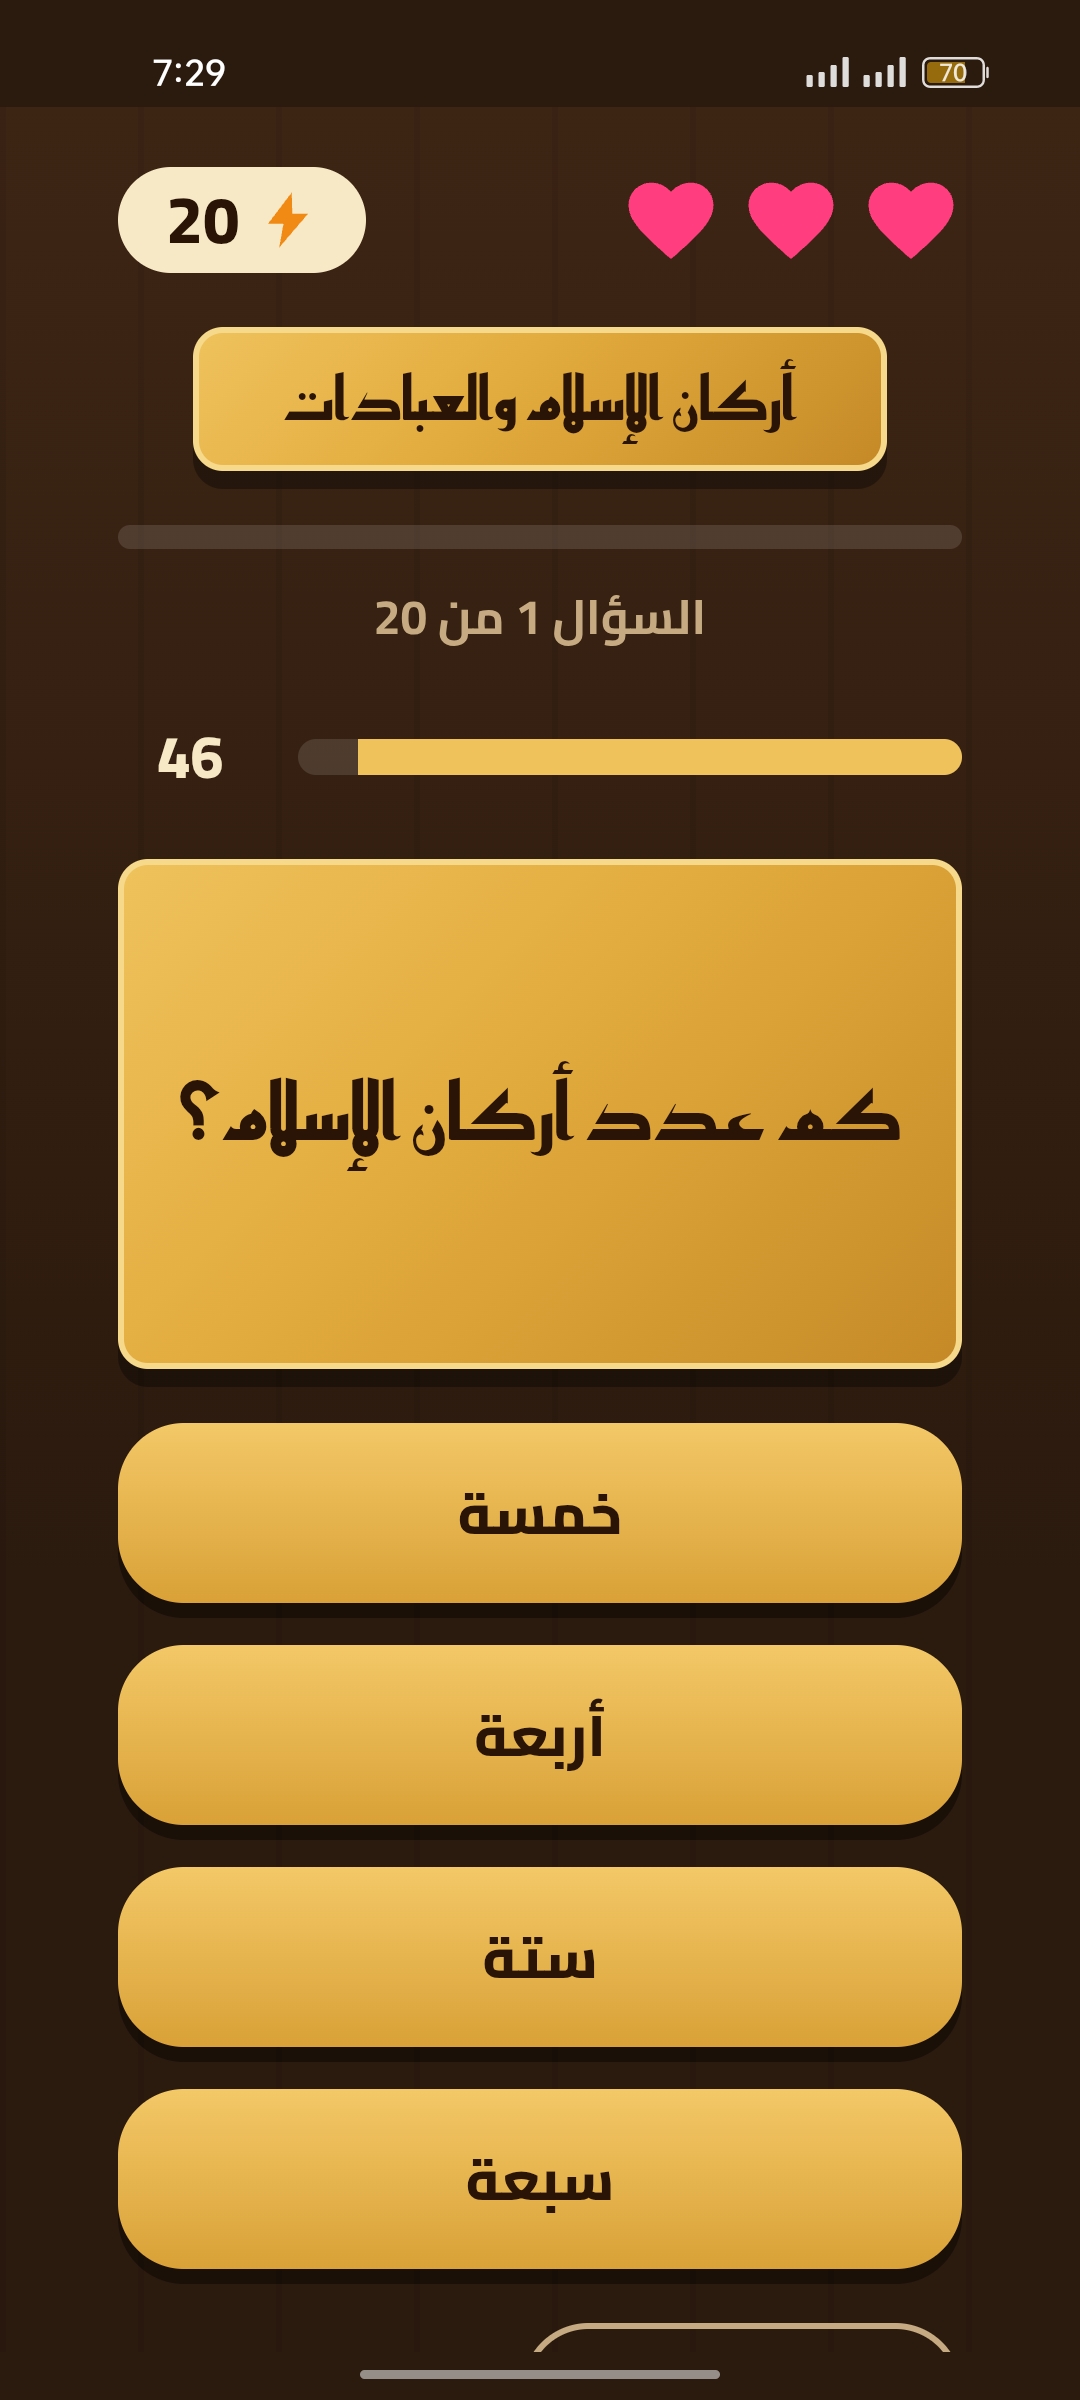 7:29
70
20
أركان الإسلام والعبادات
السؤال 1 من 20
46
كم عدد أركان الإسلام؟
خمسة
أربعة
ستة
سبعة